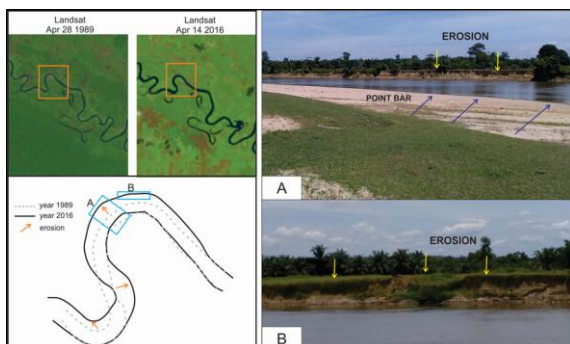 Landsat
Apr 28 1989
Landsat
Apr 14 2016
A
B
year 1989
year 2016
erosion
EROSION
POINT BAR
A
EROSION
B